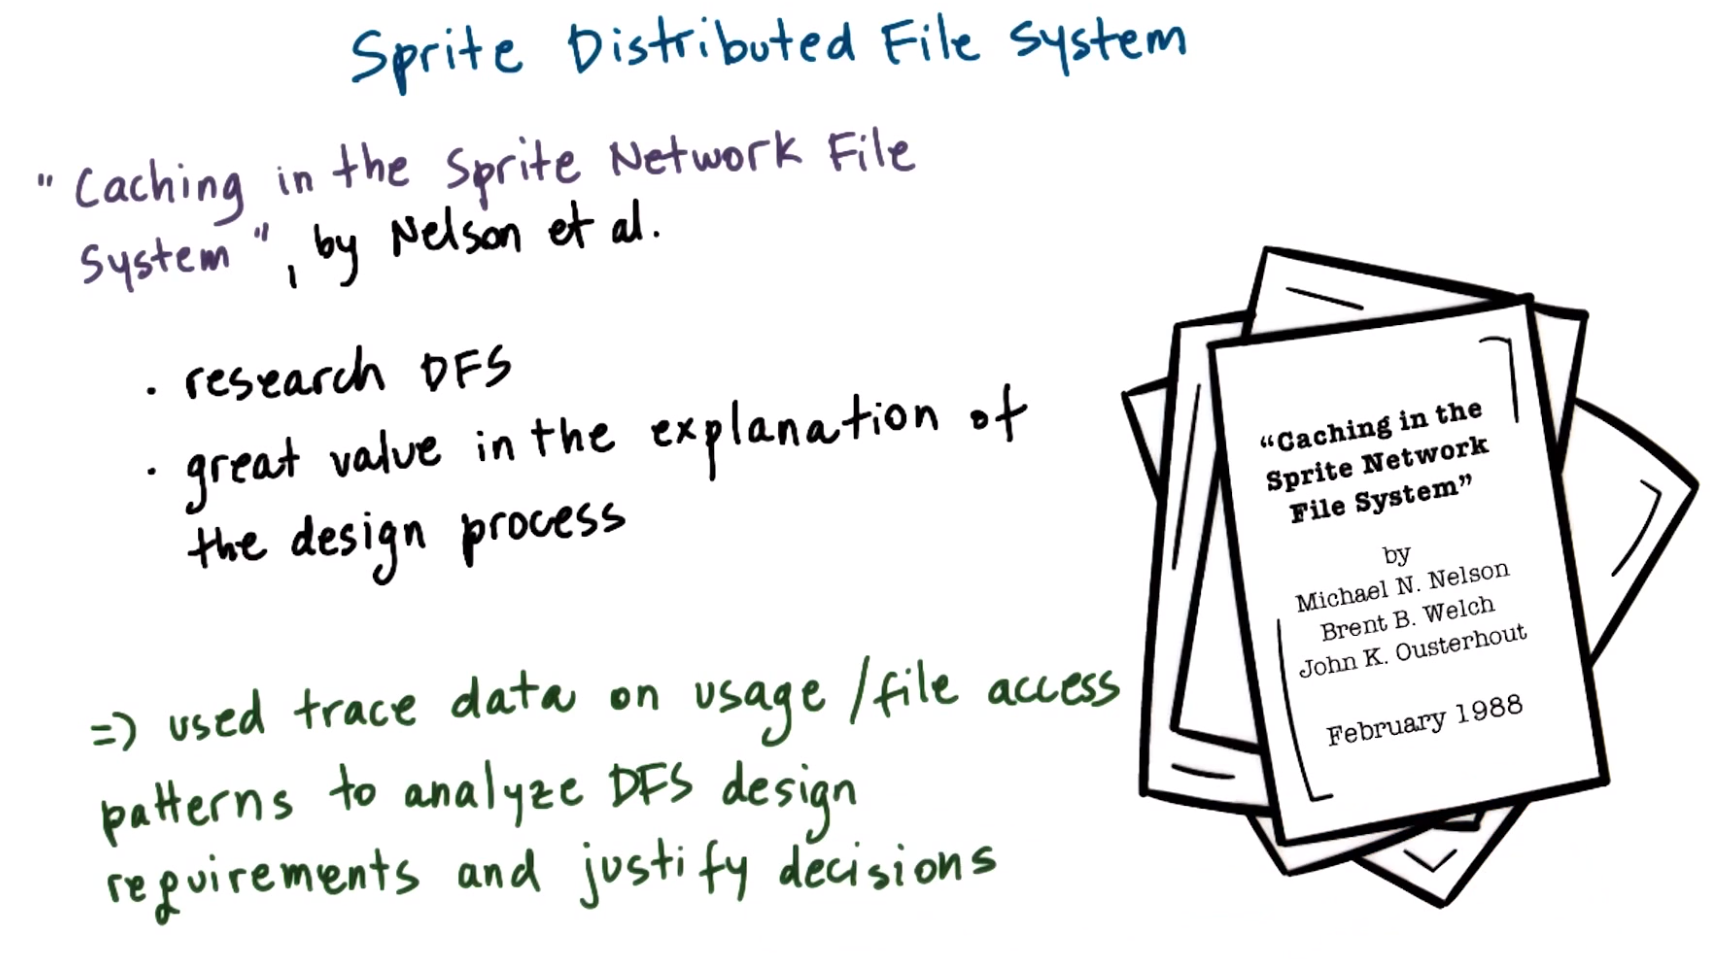 Sprite Distributed File System
"Caching in the Sprite Network File
System", by Nelson et al.
· research DFS
· great value in the explanation of
the design process
=> used trace data on usage/file access
patterns to analyze DFS design
requirements and justify decisions
“Caching in the
Sprite Network
File System”
by
Michael N. Nelson
Brent B. Welch
John K. Ousterhout
February 1988